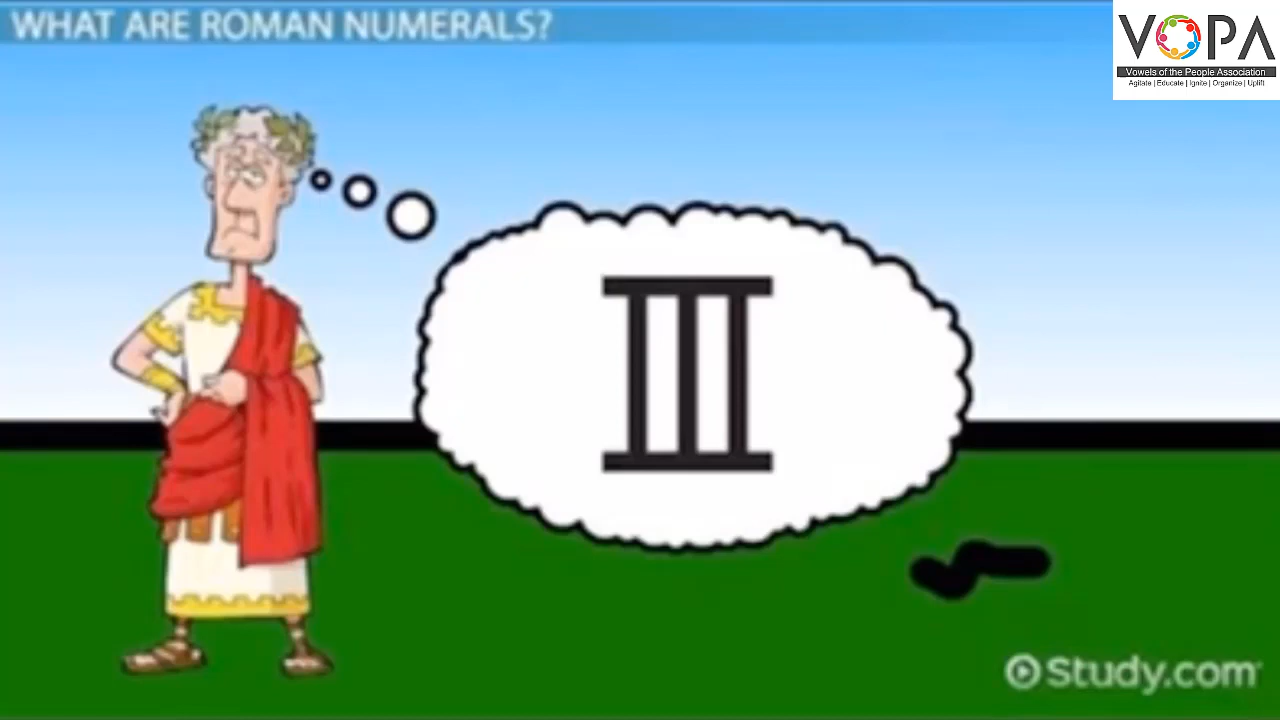 WHAT ARE ROMAN NUMERALS?
VOPA
Vowels of the People Association
Agitate | Educate | Ignite | Organize | Uplift
III
Study.com